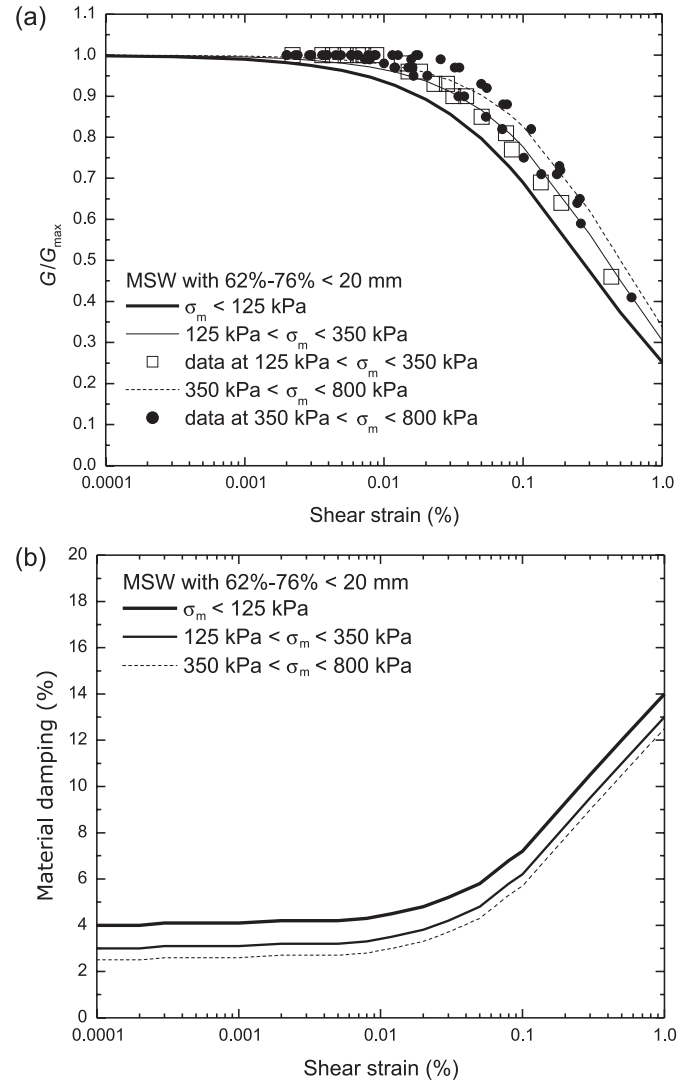 (a)
1.1
1.0
0.9
0.8
0.7
0.6
0.5
0.4
0.3
0.2
0.1
0.0
G/Gmax
MSW with 62%-76% < 20 mm
σm < 125 kPa
125 kPa < σm < 350 kPa
data at 125 kPa < σm < 350 kPa
350 kPa < σm < 800 kPa
data at 350 kPa < σm < 800 kPa
0.0001 0.001 0.01 0.1 1.0
Shear strain (%)
(b)
20
18
16
14
12
10
8
6
4
2
0
Material damping (%)
MSW with 62%-76% < 20 mm
σm < 125 kPa
125 kPa < σm < 350 kPa
350 kPa < σm < 800 kPa
0.0001 0.001 0.01 0.1 1.0
Shear strain (%)